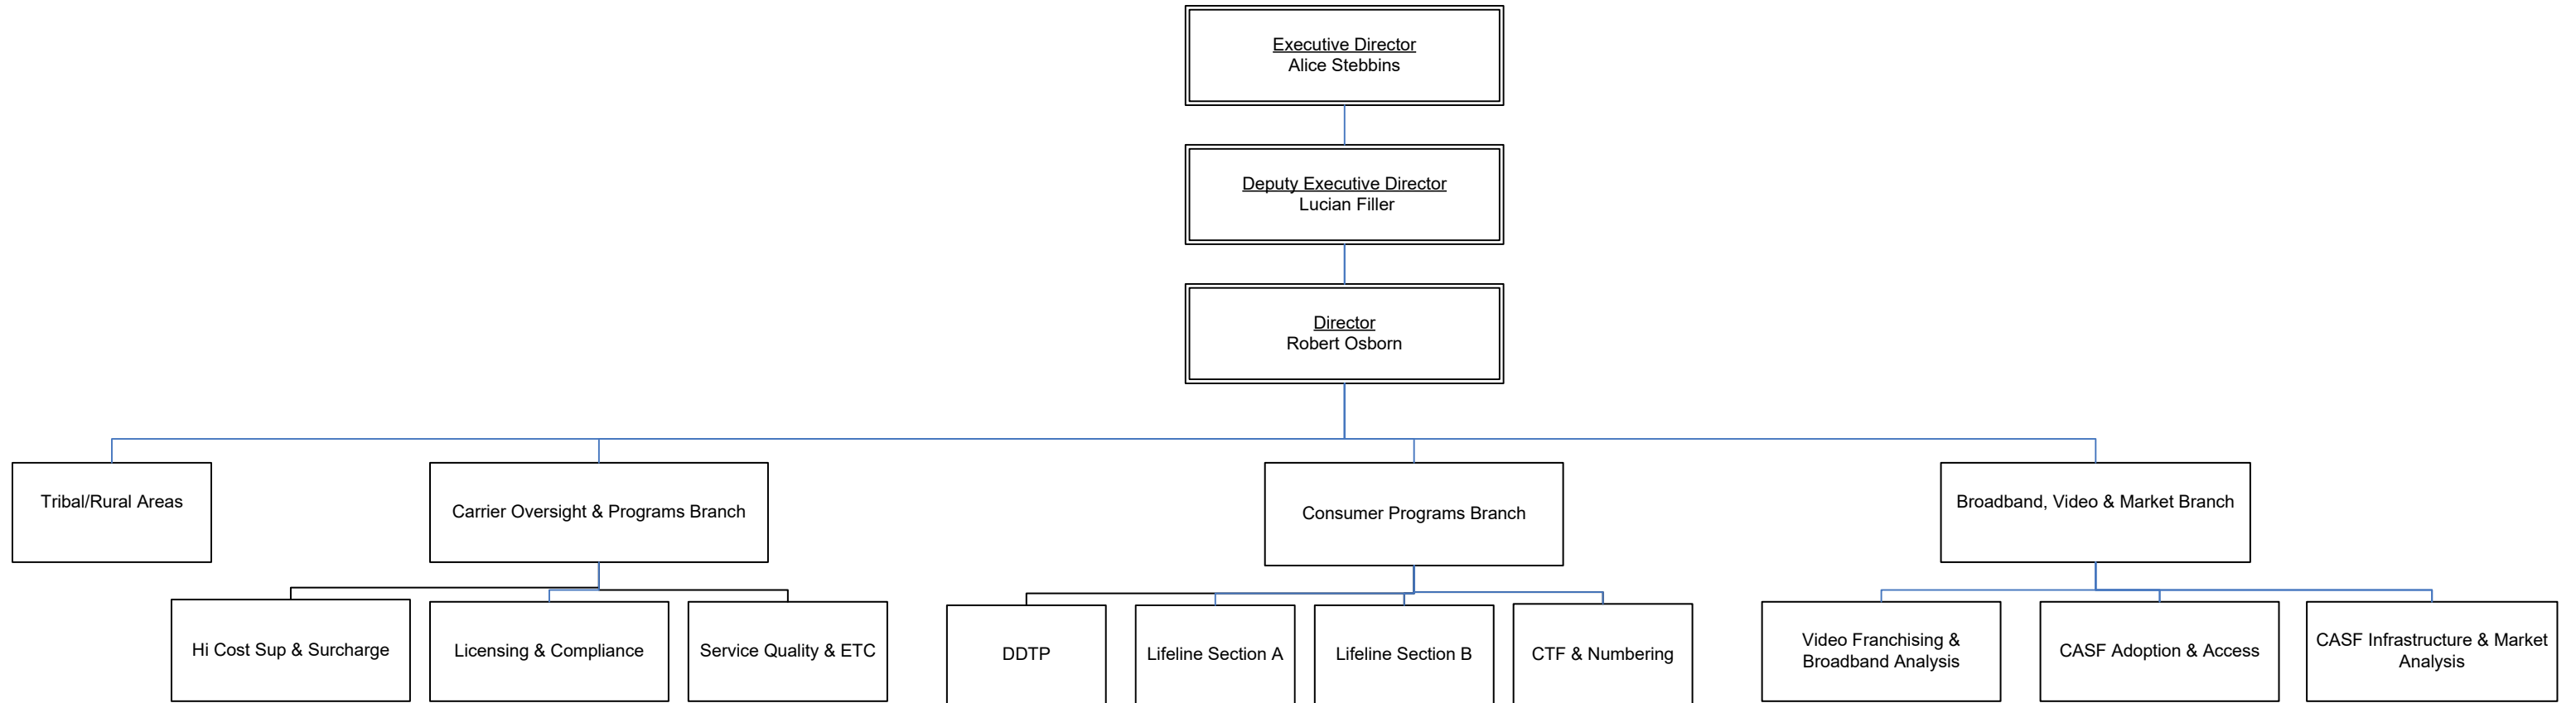 Executive Director
Alice Stebbins
Deputy Executive Director
Lucian Filler
Director
Robert Osborn
Tribal/Rural Areas
Carrier Oversight & Programs Branch
Consumer Programs Branch
Broadband, Video & Market Branch
Hi Cost Sup & Surcharge
Licensing & Compliance
Service Quality & ETC
DDTP
Lifeline Section A
Lifeline Section B
CTF & Numbering
Video Franchising &
Broadband Analysis
CASF Adoption & Access
CASF Infrastructure & Market
Analysis